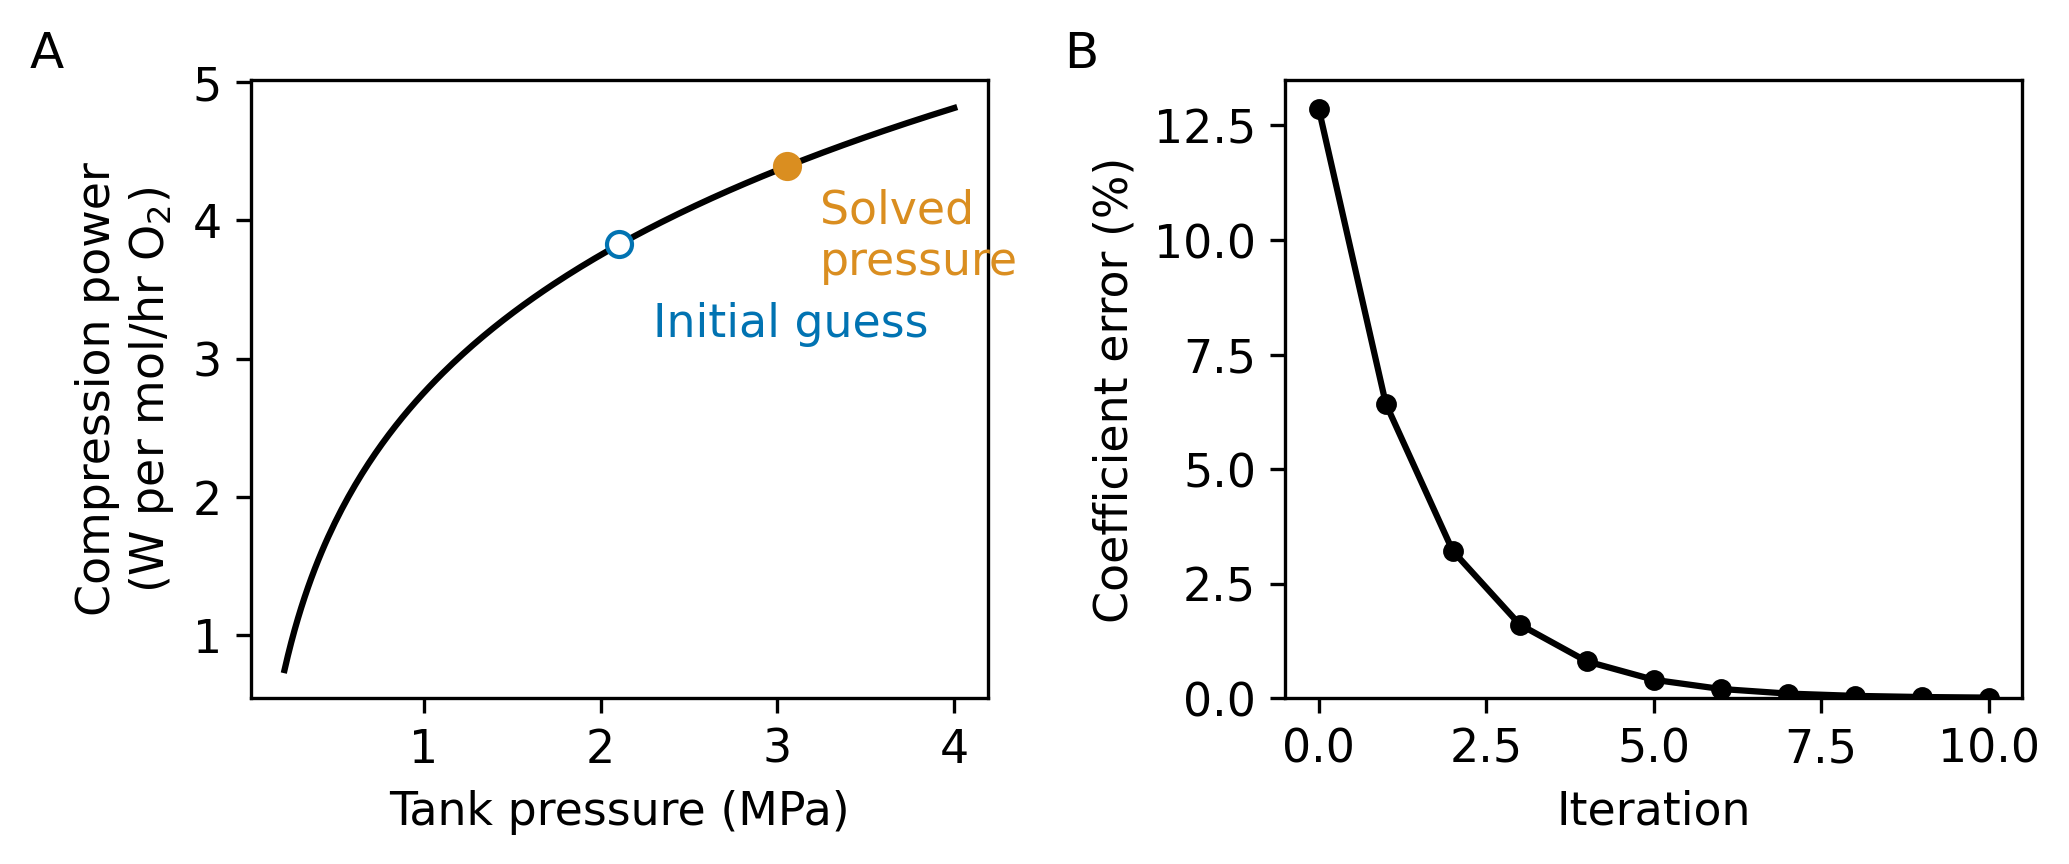 A
Compression power
(W per mol/hr O₂)
5
4
3
2
1
Solved
pressure
Initial guess
1 2 3 4
Tank pressure (MPa)
B
Coefficient error (%)
12.5
10.0
7.5
5.0
2.5
0.0
0.0 2.5 5.0 7.5 10.0
Iteration